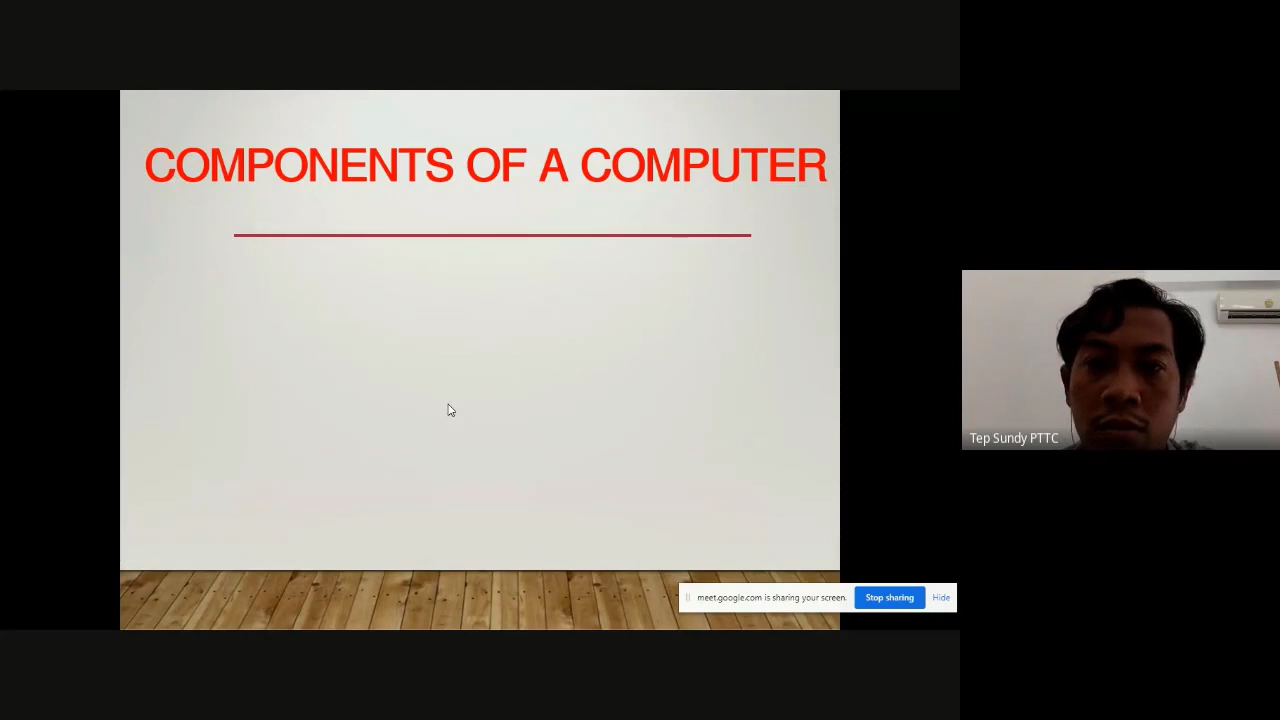 COMPONENTS OF A COMPUTER
Tep Sundy PTTC
meet.google.com is sharing your screen.
Stop sharing
Hide